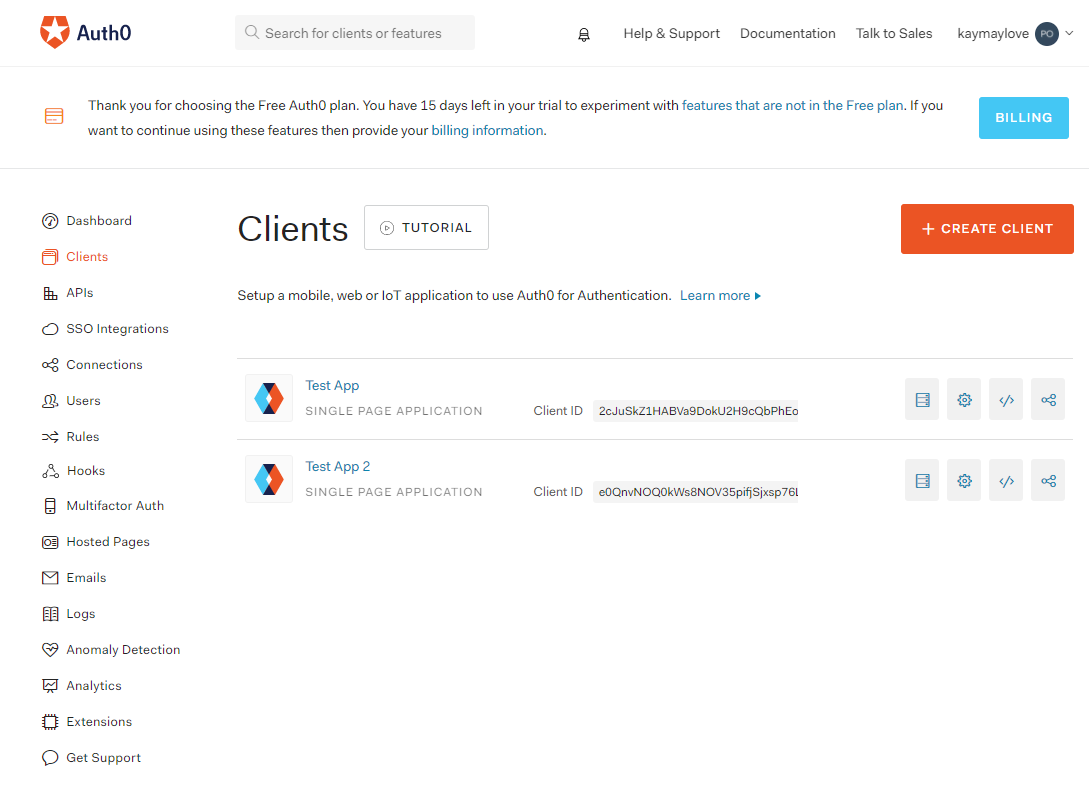 Auth0
Search for clients or features
Help & Support
Documentation
Talk to Sales
kaymaylove
PO
Thank you for choosing the Free Auth0 plan. You have 15 days left in your trial to experiment with features that are not in the Free plan. If you
want to continue using these features then provide your billing information.
BILLING
Dashboard
Clients
APIs
SSO Integrations
Connections
Users
Rules
Hooks
Multifactor Auth
Hosted Pages
Emails
Logs
Anomaly Detection
Analytics
Extensions
Get Support
Clients
TUTORIAL
+ CREATE CLIENT
Setup a mobile, web or IoT application to use Auth0 for Authentication. Learn more
Test App
SINGLE PAGE APPLICATION
Client ID
2cJuSkZ1HABVa9DokU2H9cQbPhEo
Test App 2
SINGLE PAGE APPLICATION
Client ID
e0QnvNOQ0kWs8NOV35pifjSjxsp76